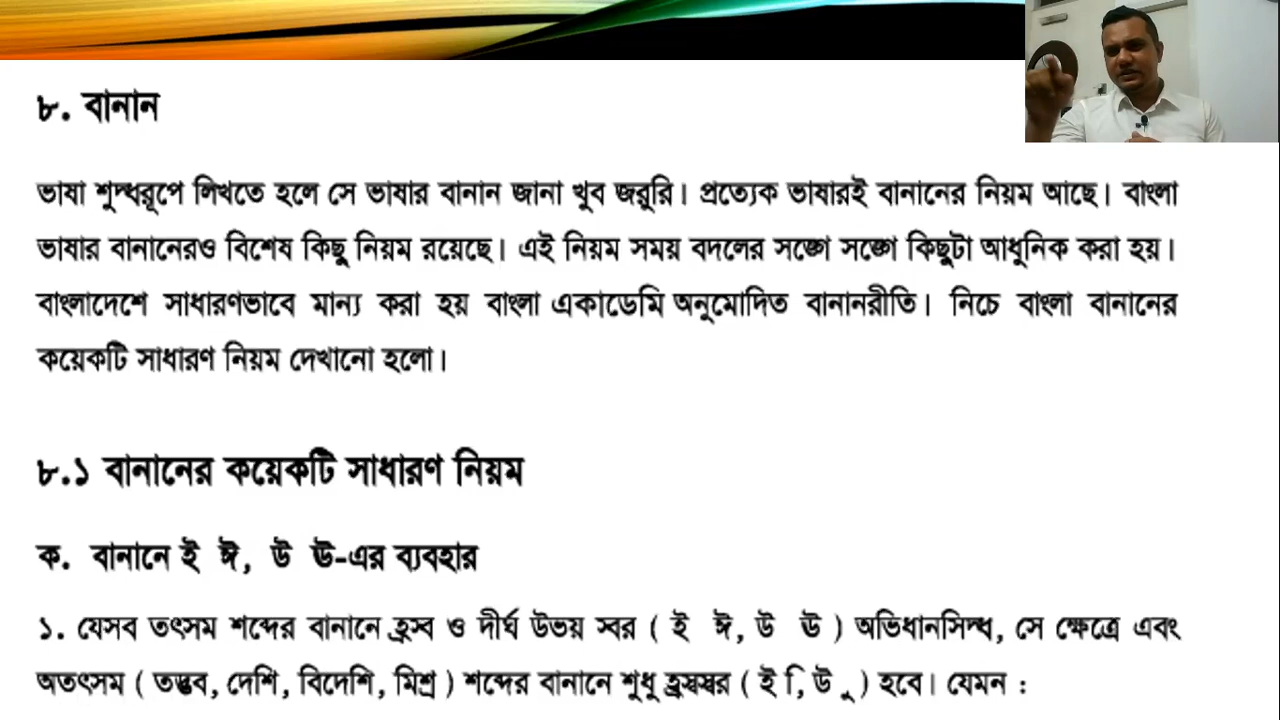 ৮. বানান
ভাষা শুদ্ধরূপে লিখতে হলে সে ভাষার বানান জানা খুব জরুরি। প্রত্যেক ভাষারই বানানের নিয়ম আছে। বাংলা
ভাষার বানানেরও বিশেষ কিছু নিয়ম রয়েছে। এই নিয়ম সময় বদলের সঙ্গে সঙ্গে কিছুটা আধুনিক করা হয়।
বাংলাদেশে সাধারণভাবে মান্য করা হয় বাংলা একাডেমি অনুমোদিত বানানরীতি। নিচে বাংলা বানানের
কয়েকটি সাধারণ নিয়ম দেখানো হলো।
৮.১ বানানের কয়েকটি সাধারণ নিয়ম
ক. বানানে ই ঈ, উ ঊ-এর ব্যবহার
১. যেসব তৎসম শব্দের বানানে হ্রস্ব ও দীর্ঘ উভয় স্বর ( ই ঈ, উ ঊ ) অভিধানসিদ্ধ, সে ক্ষেত্রে এবং
অতৎসম ( তদ্ভব, দেশি, বিদেশি, মিশ্র ) শব্দের বানানে শুধু হ্রস্বস্বর ( ই ি, উ ু ) হবে। যেমন :